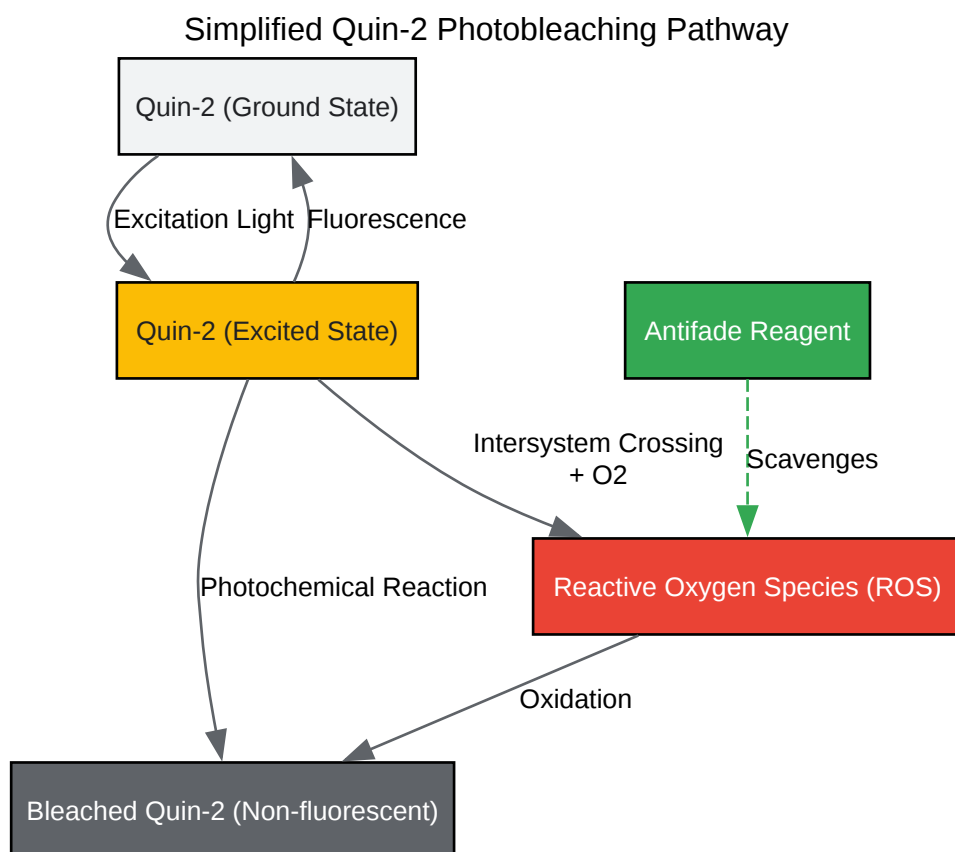 Simplified Quin-2 Photobleaching Pathway
Quin-2 (Ground State)
Excitation Light
Fluorescence
Quin-2 (Excited State)
Antifade Reagent
Intersystem Crossing
+ O2
Scavenges
Photochemical Reaction
Reactive Oxygen Species (ROS)
Oxidation
Bleached Quin-2 (Non-fluorescent)